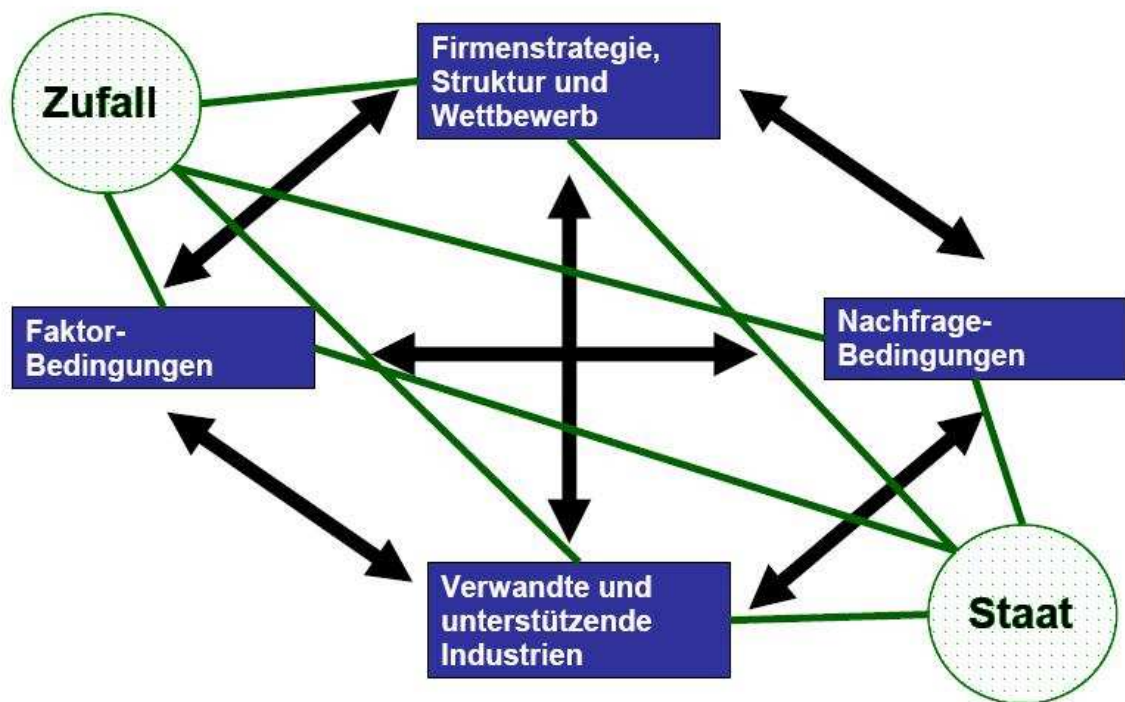 Zufall
Firmenstrategie,
Struktur und
Wettbewerb
Faktor-
Bedingungen
Nachfrage-
Bedingungen
Verwandte und
unterstützende
Industrien
Staat